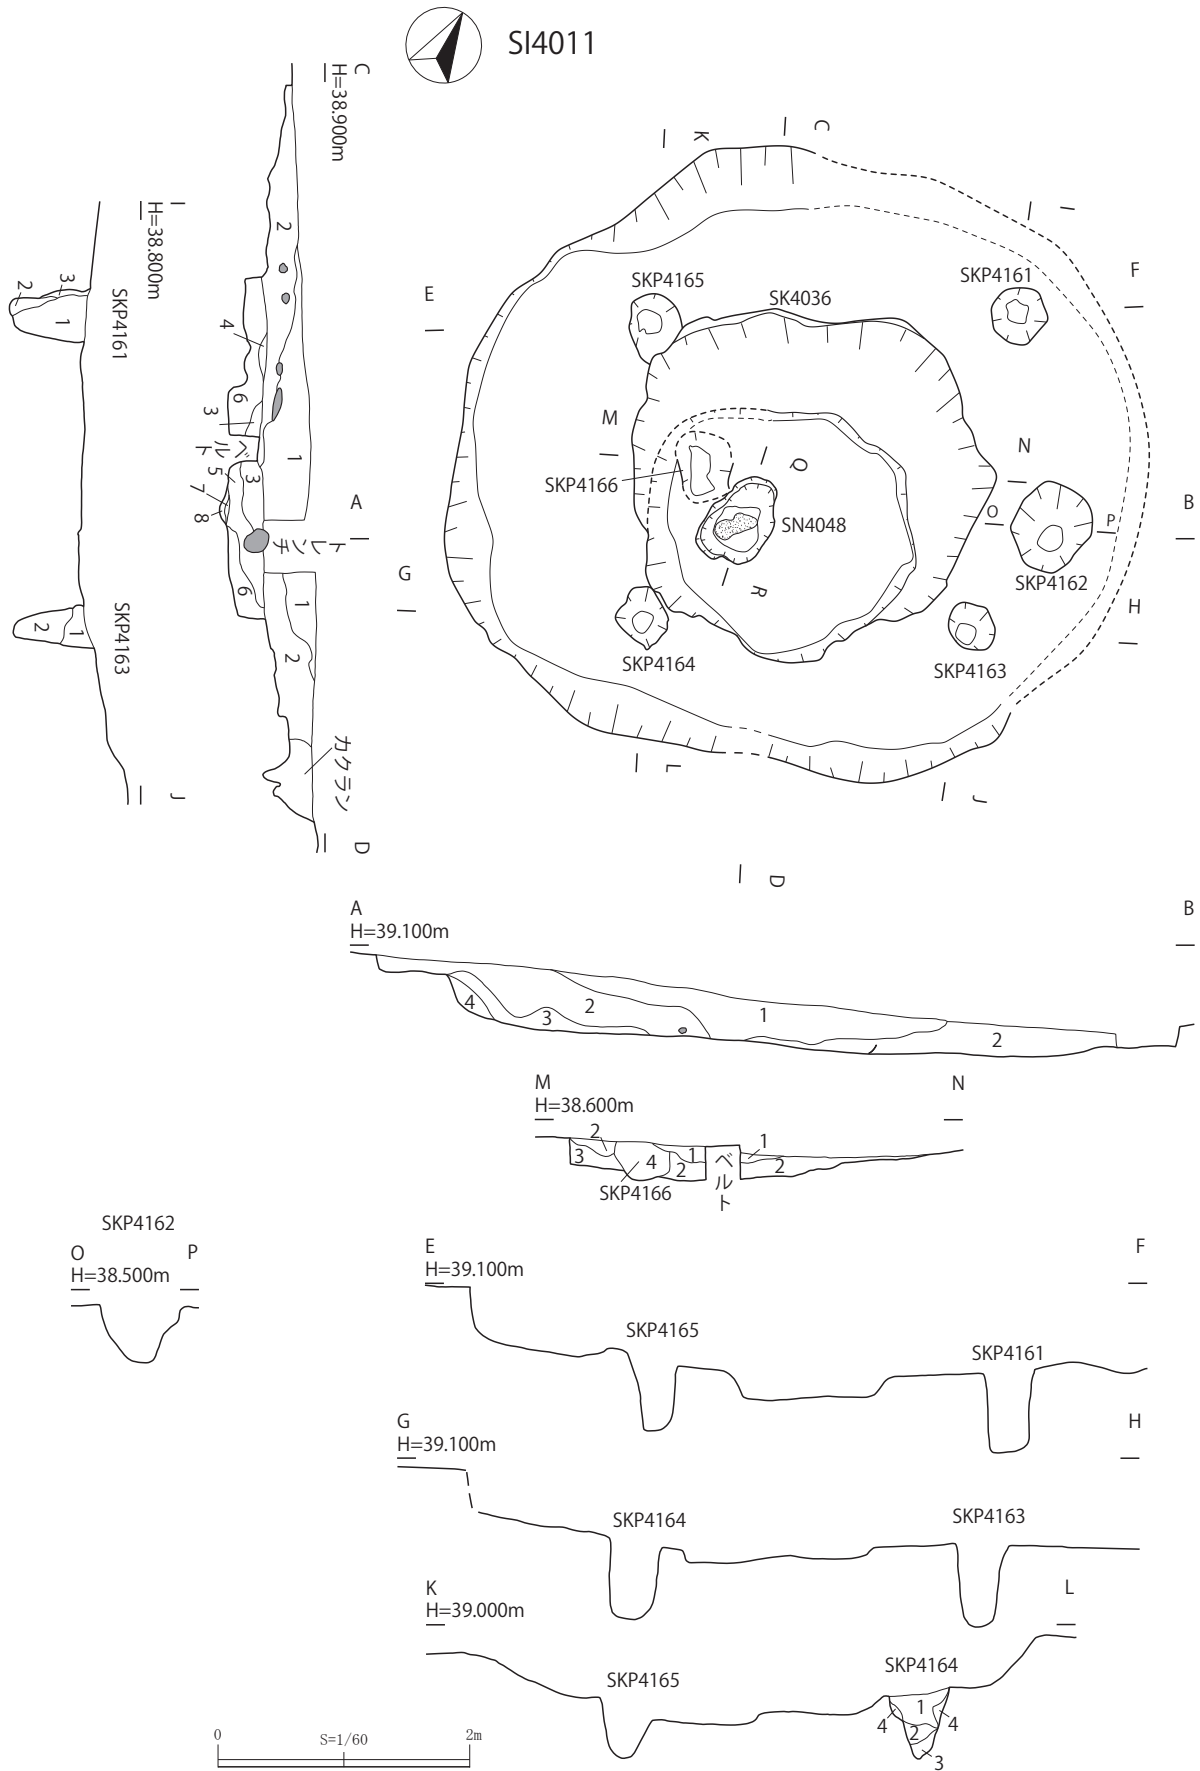 SI4011
C
H=38.900m
2
4
6
3
ベルト
1
5
3
7
8
トレンチ
6
1
2
カクラン
D
I
H=38.800m
SKP4161
3
2
1
SKP4163
1
2
J
K
C
I
E
F
SKP4165
SKP4161
SK4036
M
N
A
B
Q
SKP4166
SN4048
O
P
SKP4162
G
R
H
SKP4164
SKP4163
L
J
D
A
B
H=39.100m
4
3
2
1
2
M
N
H=38.600m
2
3
4
1
2
ベルト
1
2
SKP4166
SKP4162
O
P
H=38.500m
E
F
H=39.100m
SKP4165
SKP4161
G
H
H=39.100m
SKP4164
SKP4163
K
L
H=39.000m
SKP4165
SKP4164
1
4
2
4
3
0
S=1/60
2m